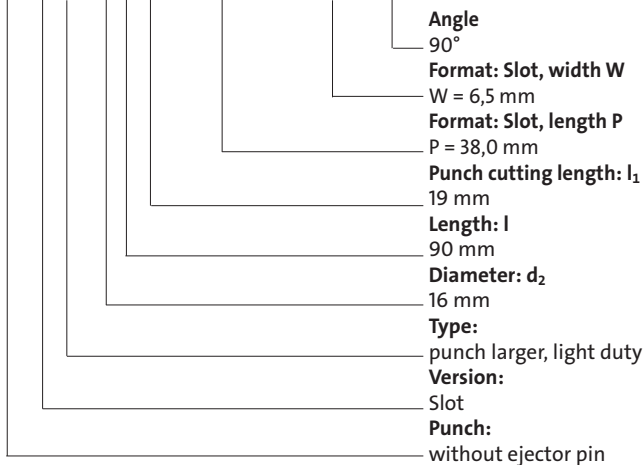 Angle
90°
Format: Slot, width W
W = 6,5 mm
Format: Slot, length P
P = 38,0 mm
Punch cutting length: l₁
19 mm
Length: l
90 mm
Diameter: d₂
16 mm
Type:
punch larger, light duty
Version:
Slot
Punch:
without ejector pin